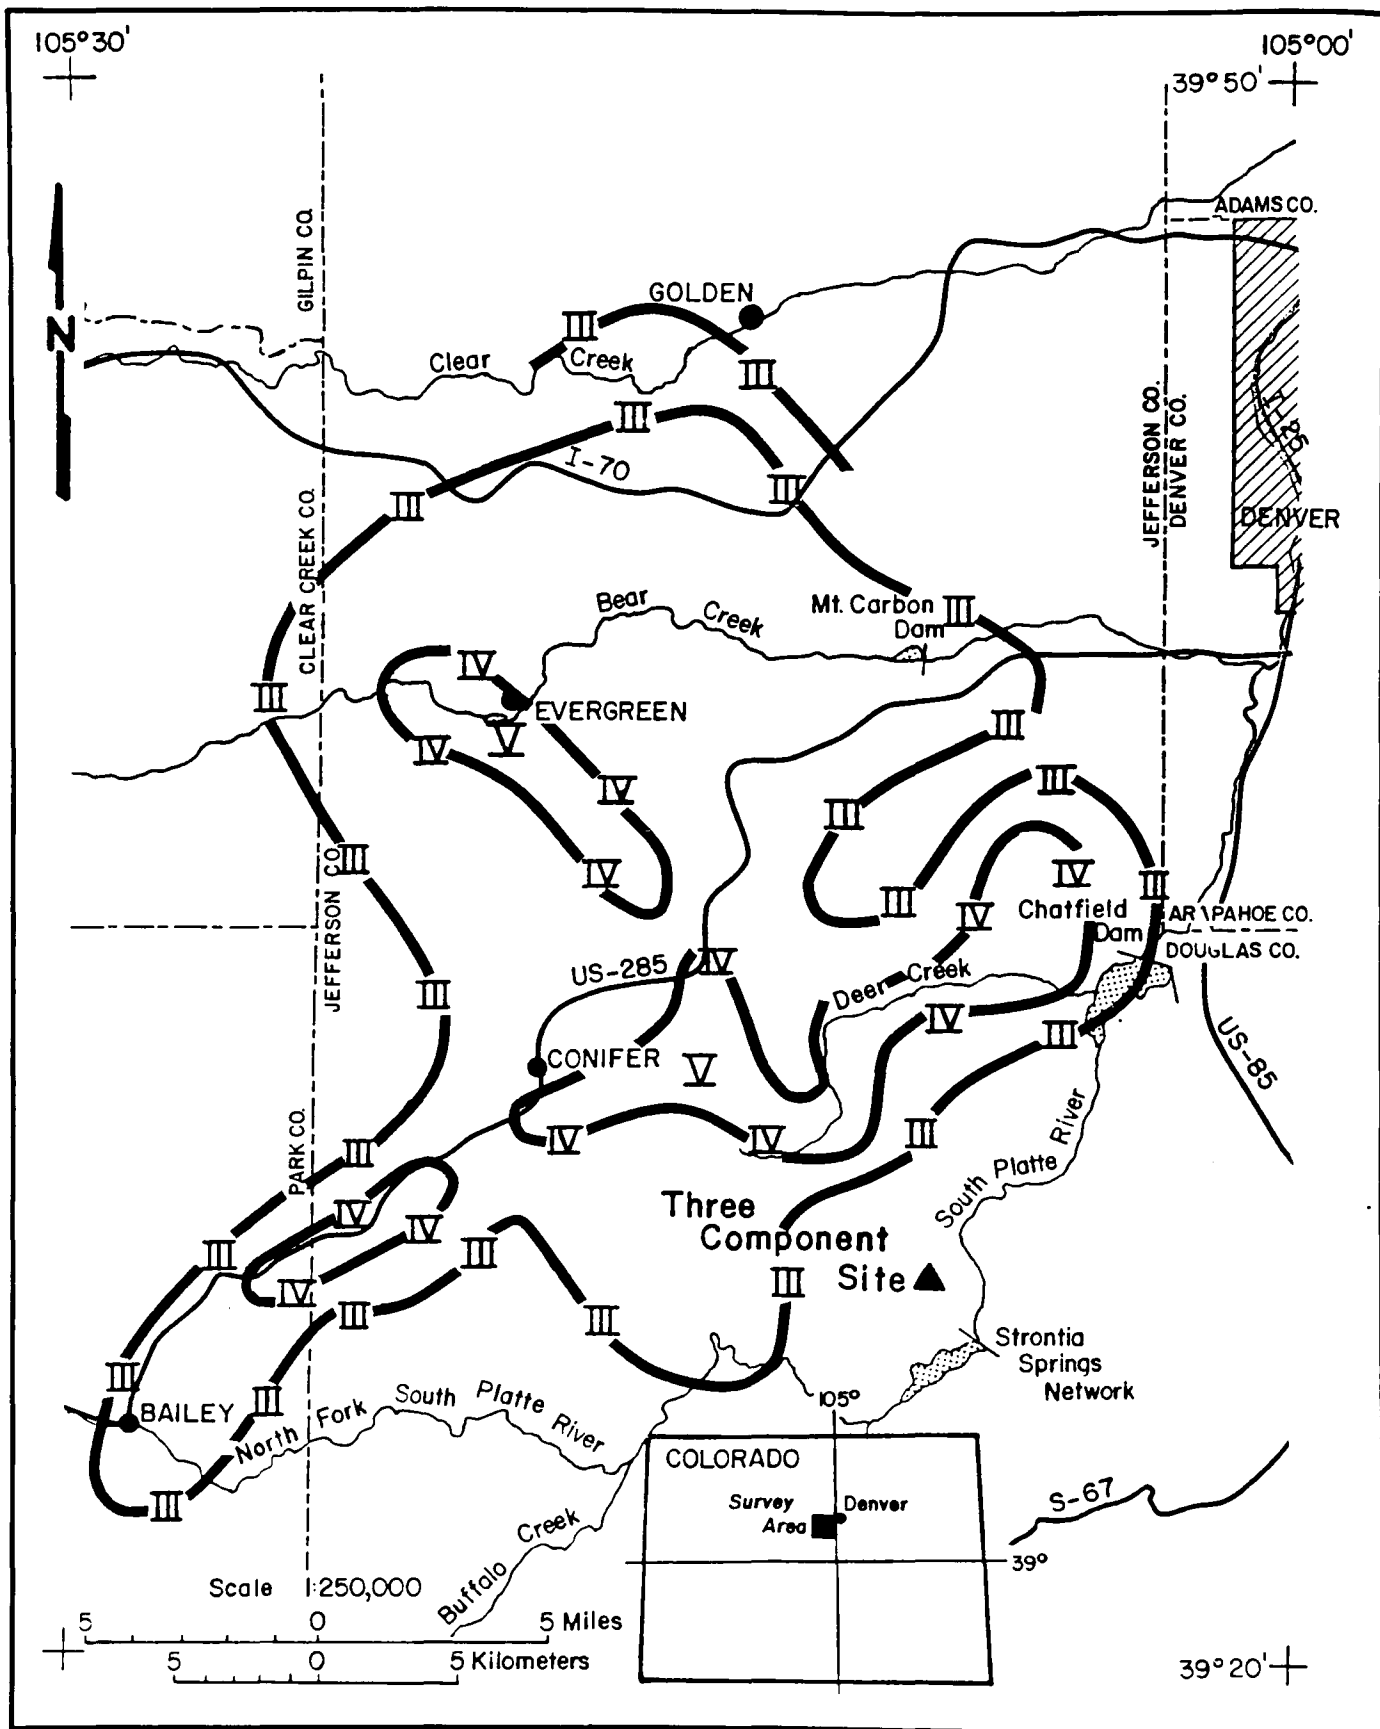 105°30'
105°00'
39°50'
ADAMS CO.
GILPIN CO.
N
GOLDEN
III
Clear Creek
III
III
I-70
III
III
I-25
JEFFERSON CO.
DENVER CO.
DENVER
CLEAR CREEK CO.
Bear Creek
Mt. Carbon
Dam
III
IV
III
EVERGREEN
V
IV
III
IV
III
III
III
JEFFERSON CO.
IV
IV
III
III
IV
Chatfield
Dam
ARAPAHOE CO.
DOUGLAS CO.
US-285
IV
Deer Creek
III
IV
III
US-85
CONIFER
V
IV
IV
III
South Platte River
PARK CO.
III
IV
IV
III
III
Three
Component
Site
III
IV
III
III
Strontia
Springs
Network
III
III
BAILEY
North Fork South Platte River
III
105°
COLORADO
Survey
Area
Denver
39°
S-67
Buffalo Creek
Scale 1:250,000
5 0 5 Miles
5 0 5 Kilometers
39°20'